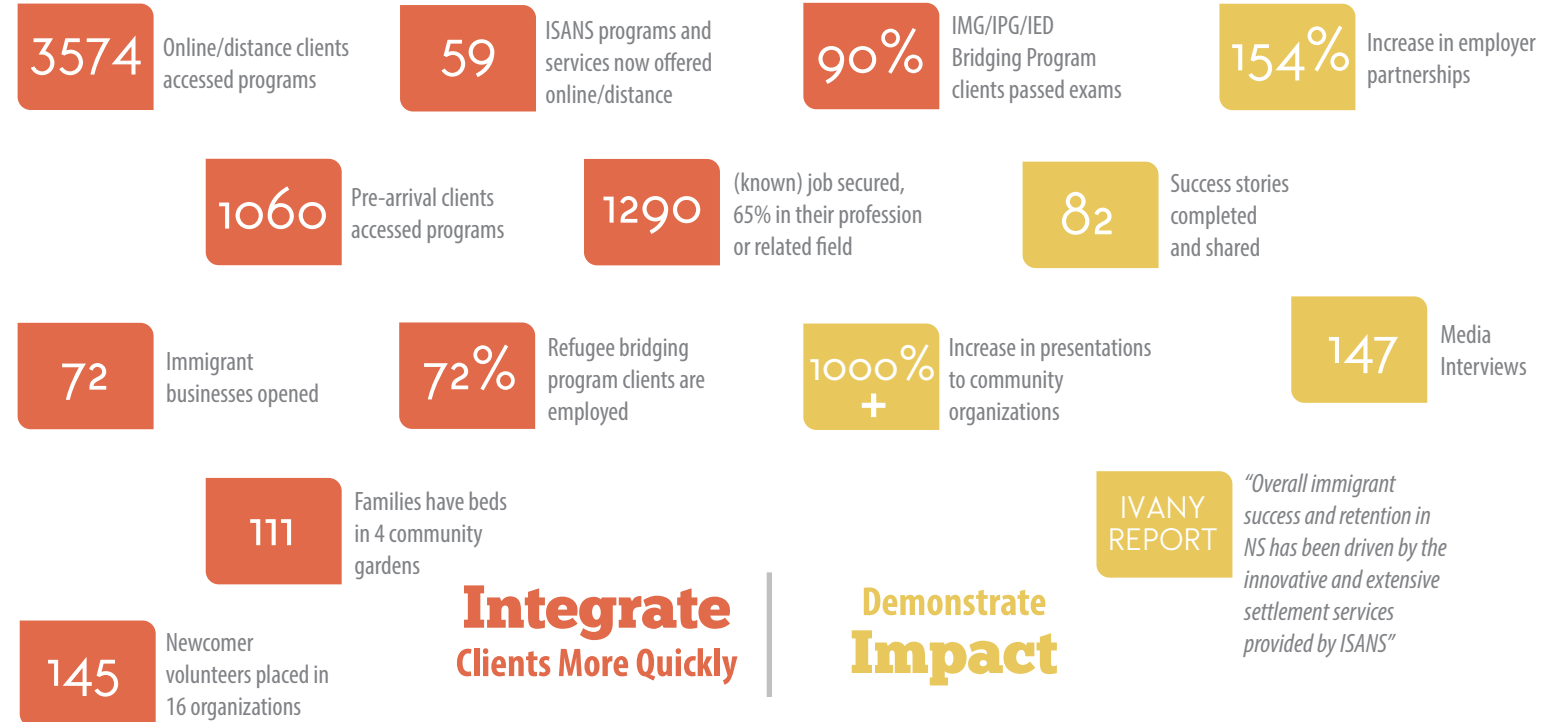 3574
Online/distance clients
accessed programs
59
ISANS programs and
services now offered
online/distance
90%
IMG/IPG/IED
Bridging Program
clients passed exams
154%
Increase in employer
partnerships
1060
Pre-arrival clients
accessed programs
1290
(known) job secured,
65% in their profession
or related field
82
Success stories
completed
and shared
72
Immigrant
businesses opened
72%
Refugee bridging
program clients are
employed
1000%
+
Increase in presentations
to community
organizations
147
Media
Interviews
111
Families have beds
in 4 community
gardens
IVANY
REPORT
“Overall immigrant
success and retention in
NS has been driven by the
innovative and extensive
settlement services
provided by ISANS”
145
Newcomer
volunteers placed in
16 organizations
Integrate
Clients More Quickly
Demonstrate
Impact